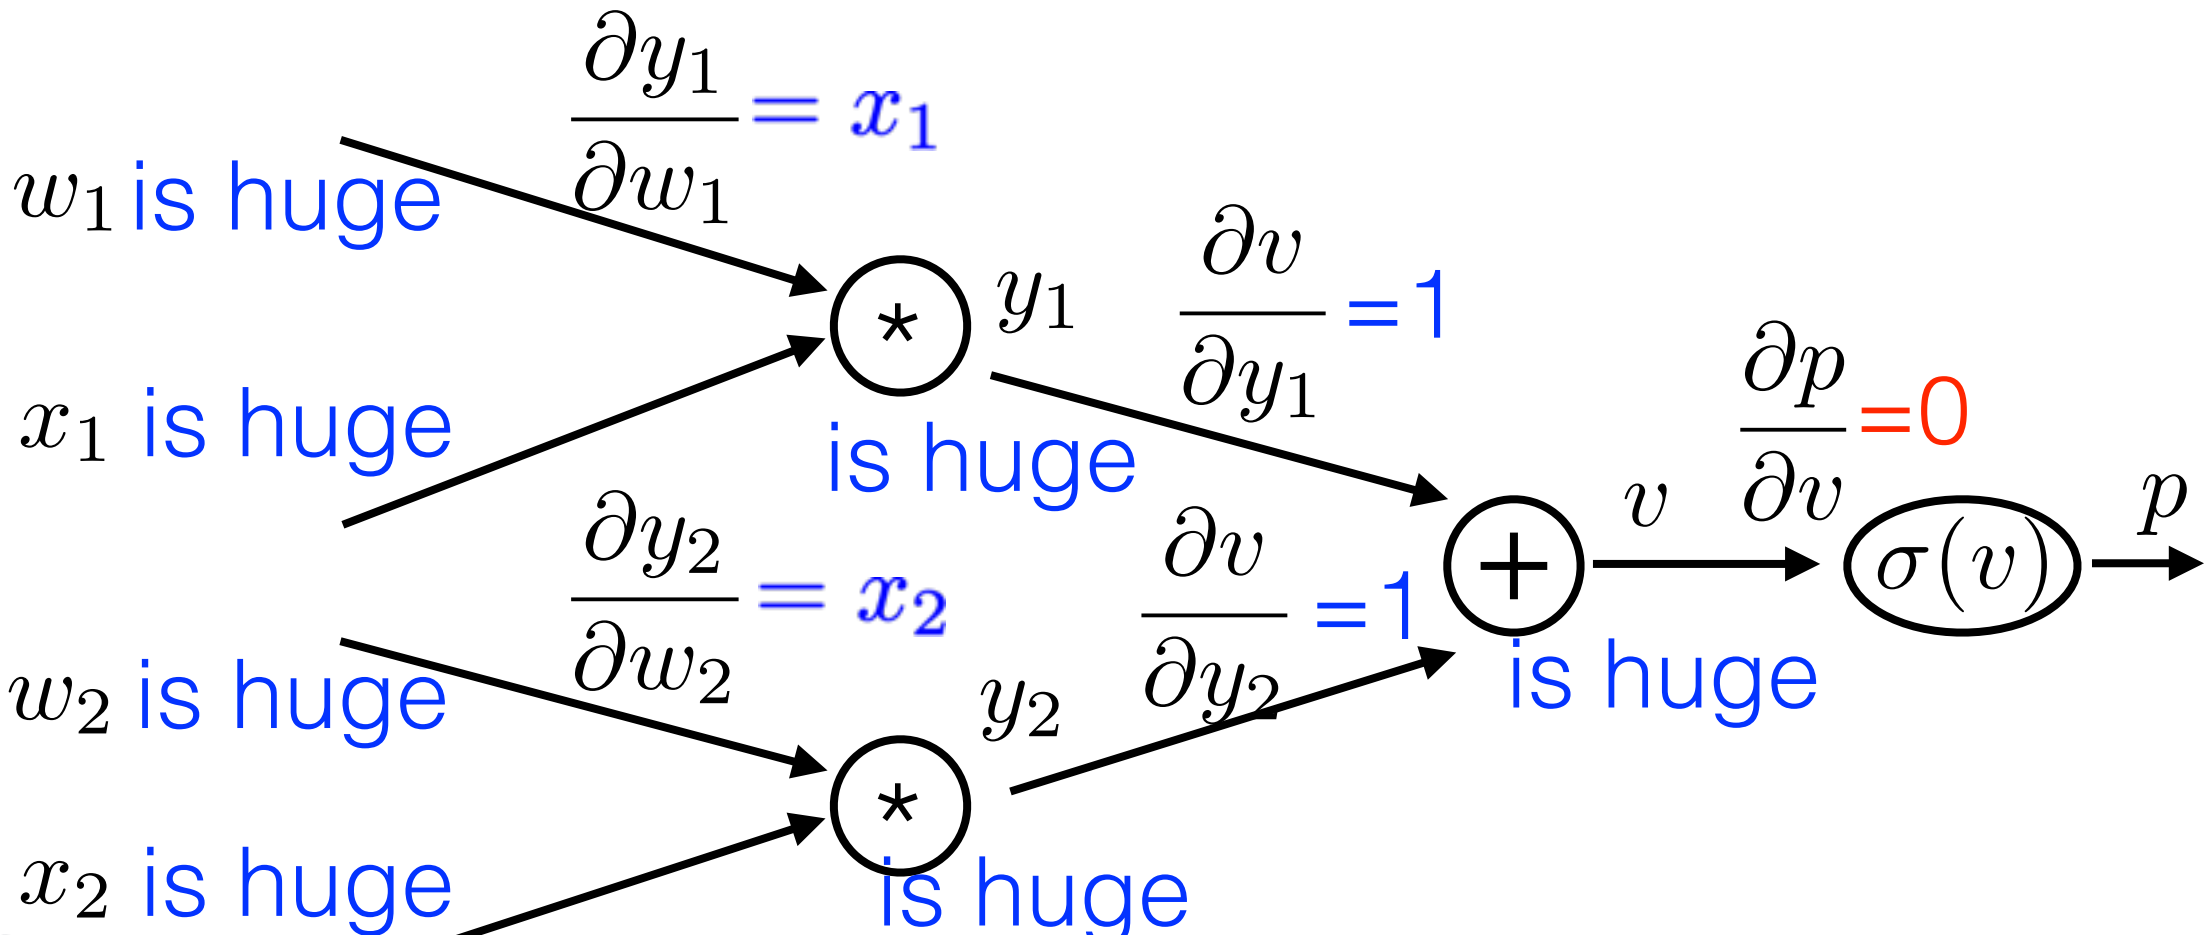 ∂y₁/∂w₁ = x₁
w₁ is huge
*
y₁
∂v/∂y₁ =1
x₁ is huge
is huge
∂p/∂v =0
∂y₂/∂w₂ = x₂
∂v/∂y₂ =1
+
v
σ(v)
p
is huge
w₂ is huge
y₂
*
x₂ is huge
is huge